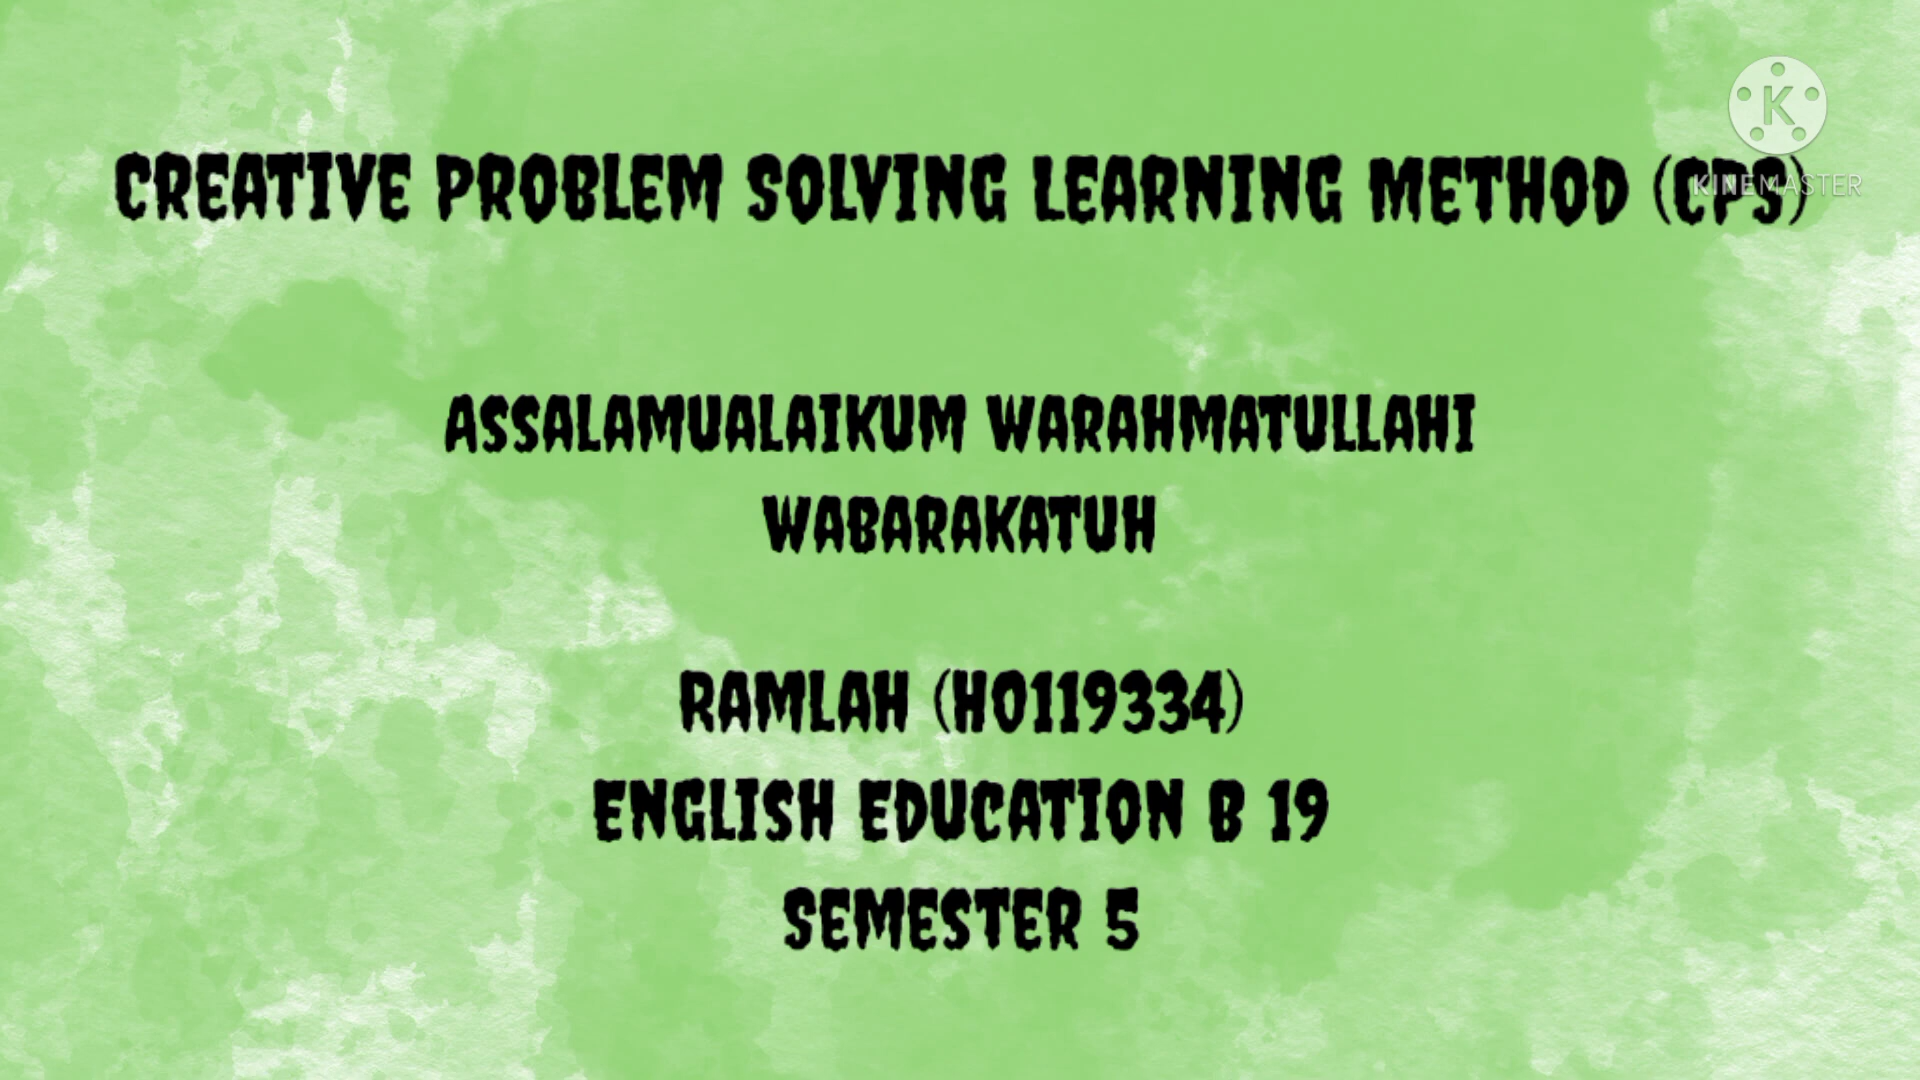 CREATIVE PROBLEM SOLVING LEARNING METHOD (CPS)
K
KINEMASTER
ASSALAMUALAIKUM WARAHMATULLAHI
WABARAKATUH
RAMLAH (H0119334)
ENGLISH EDUCATION B 19
SEMESTER 5